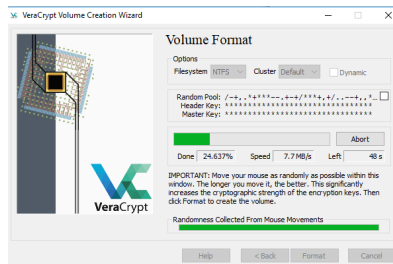 VeraCrypt Volume Creation Wizard
Volume Format
Options
Filesystem NTFS Cluster Default Dynamic
Random Pool: /-+,.*+***--.+-+/***+,+/..--+,,*...
Header Key: ********************************
Master Key: ********************************
Abort
Done 24.637% Speed 7.7 MB/s Left 48 s
IMPORTANT: Move your mouse as randomly as possible within this
window. The longer you move it, the better. This significantly
increases the cryptographic strength of the encryption keys. Then
click Format to create the volume.
Randomness Collected From Mouse Movements
VeraCrypt
Help < Back Format Cancel